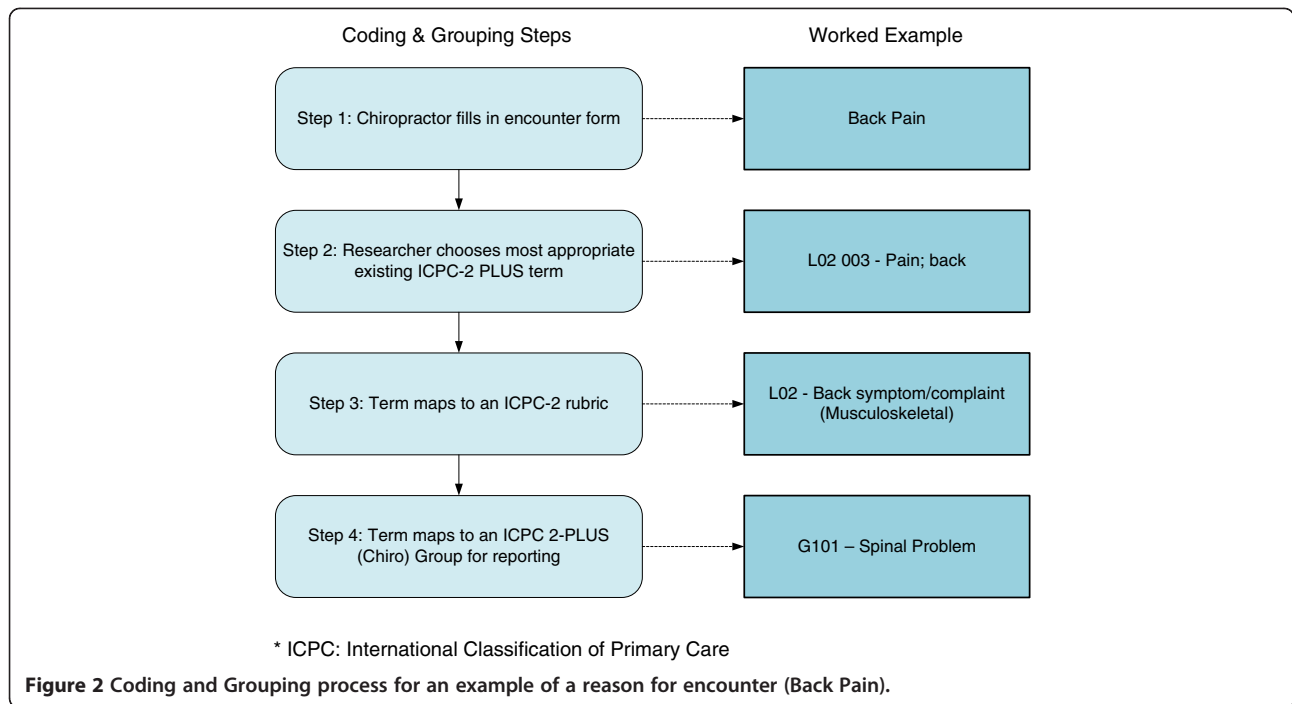 Coding & Grouping Steps
Worked Example
Step 1: Chiropractor fills in encounter form
Back Pain
Step 2: Researcher chooses most appropriate
existing ICPC-2 PLUS term
L02 003 - Pain; back
Step 3: Term maps to an ICPC-2 rubric
L02 - Back symptom/complaint
(Musculoskeletal)
Step 4: Term maps to an ICPC 2-PLUS
(Chiro) Group for reporting
G101 – Spinal Problem
* ICPC: International Classification of Primary Care
Figure 2 Coding and Grouping process for an example of a reason for encounter (Back Pain).